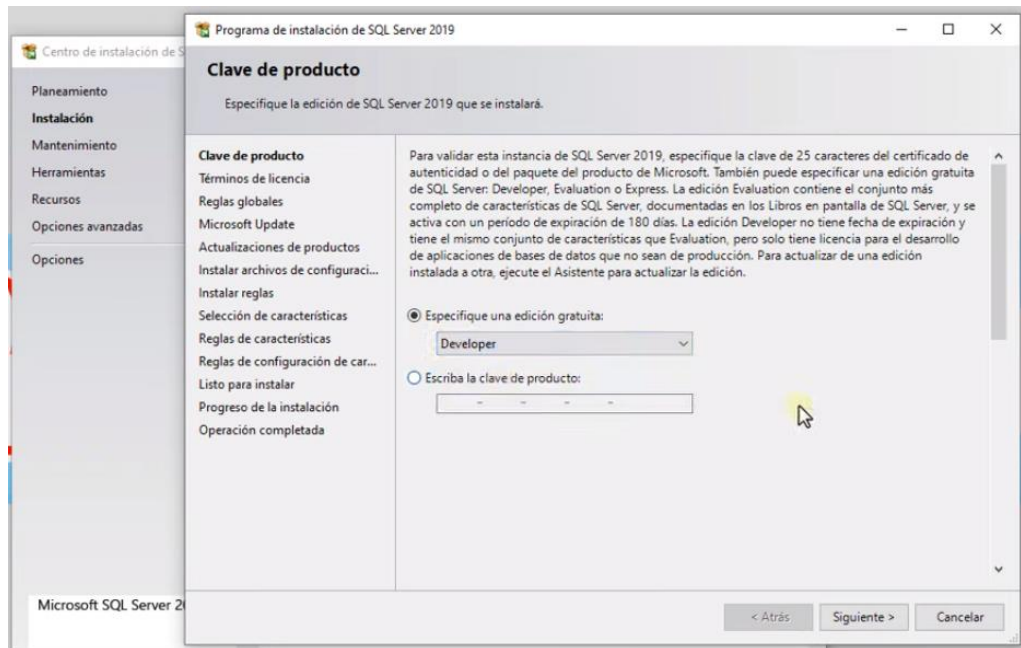 Programa de instalación de SQL Server 2019
Centro de instalación de S
Planeamiento
Instalación
Mantenimiento
Herramientas
Recursos
Opciones avanzadas
Opciones
Microsoft SQL Server 20
Clave de producto
Especifique la edición de SQL Server 2019 que se instalará.
Clave de producto
Términos de licencia
Reglas globales
Microsoft Update
Actualizaciones de productos
Instalar archivos de configuraci...
Instalar reglas
Selección de características
Reglas de características
Reglas de configuración de car...
Listo para instalar
Progreso de la instalación
Operación completada
Para validar esta instancia de SQL Server 2019, especifique la clave de 25 caracteres del certificado de
autenticidad o del paquete del producto de Microsoft. También puede especificar una edición gratuita
de SQL Server: Developer, Evaluation o Express. La edición Evaluation contiene el conjunto más
completo de características de SQL Server, documentadas en los Libros en pantalla de SQL Server, y se
activa con un período de expiración de 180 días. La edición Developer no tiene fecha de expiración y
tiene el mismo conjunto de características que Evaluation, pero solo tiene licencia para el desarrollo
de aplicaciones de bases de datos que no sean de producción. Para actualizar de una edición
instalada a otra, ejecute el Asistente para actualizar la edición.
Especifique una edición gratuita:
Developer
Escriba la clave de producto:
- - - -
< Atrás
Siguiente >
Cancelar